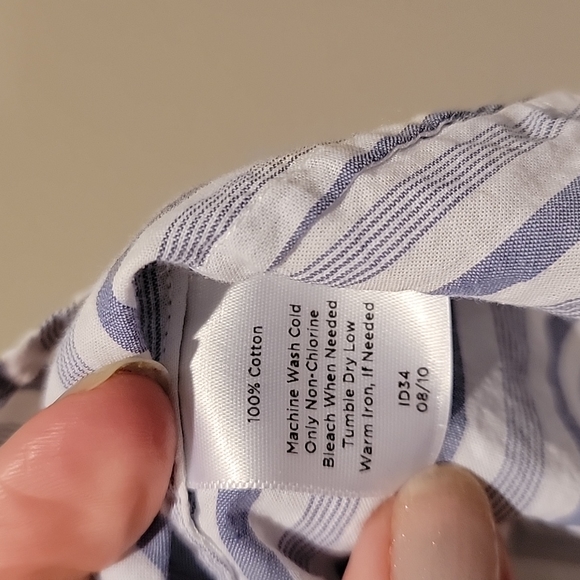 100% Cotton
Machine Wash Cold
Only Non-Chlorine
Bleach When Needed
Tumble Dry Low
Warm Iron, If Needed
ID34
08/10